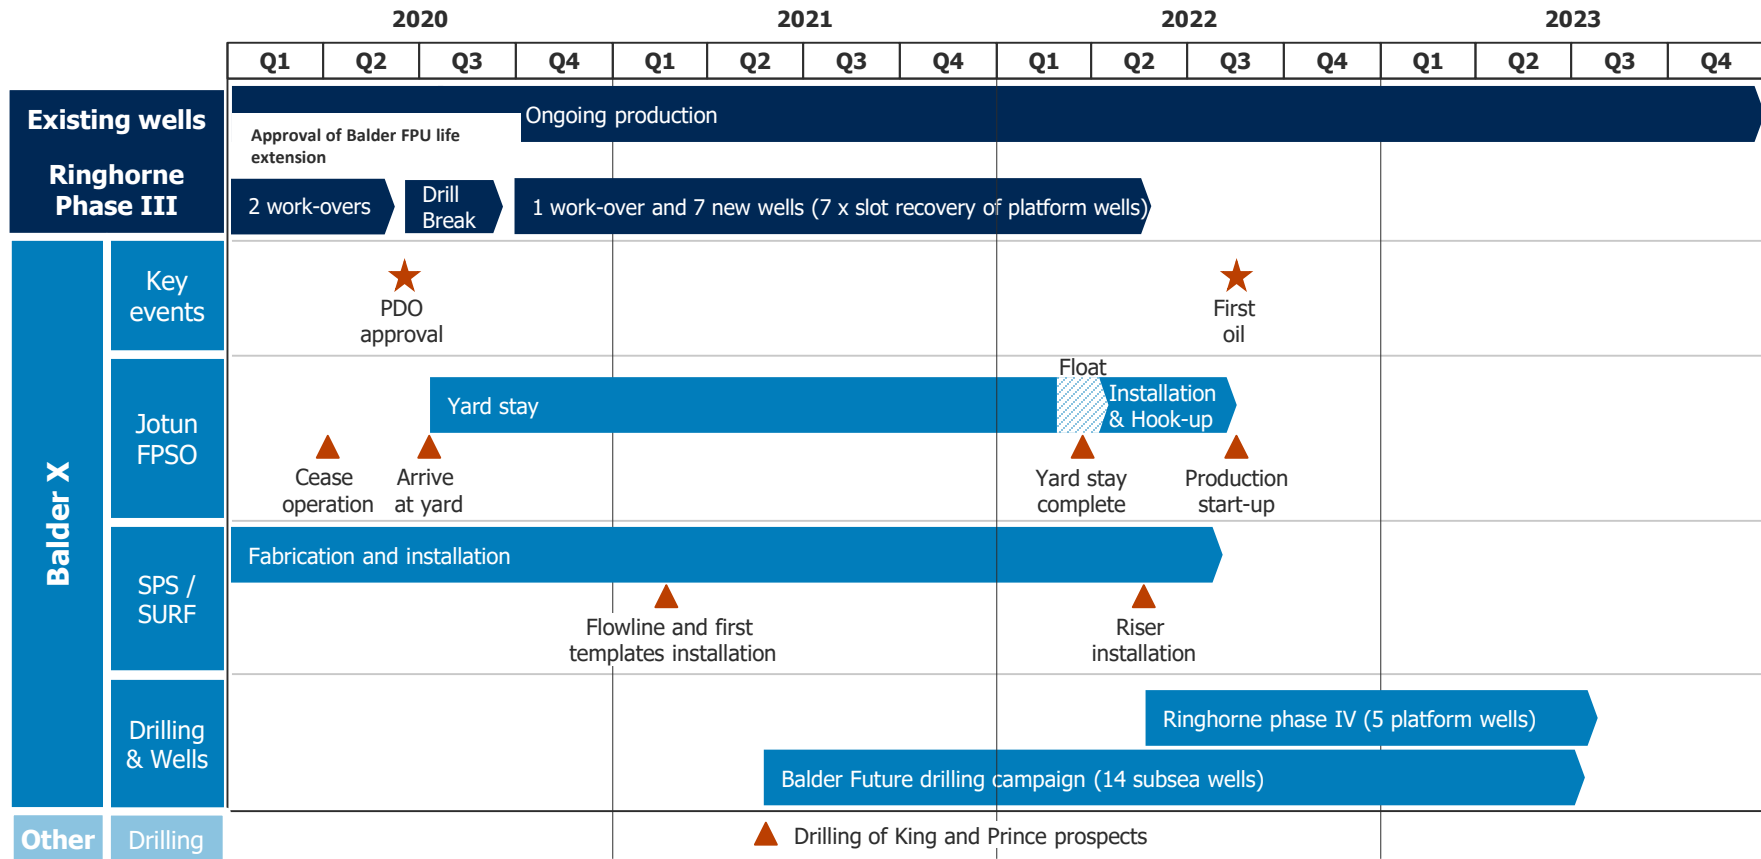 2020 2021 2022 2023
Q1 Q2 Q3 Q4 Q1 Q2 Q3 Q4 Q1 Q2 Q3 Q4 Q1 Q2 Q3 Q4
Existing wells
Ongoing production
Approval of Balder FPU life
extension
Ringhorne
Phase III
2 work-overs
Drill
Break
1 work-over and 7 new wells (7 x slot recovery of platform wells)
Balder X
Key
events
PDO
approval
First
oil
Jotun
FPSO
Yard stay
Float
Installation
& Hook-up
Cease
operation
Arrive
at yard
Yard stay
complete
Production
start-up
SPS /
SURF
Fabrication and installation
Flowline and first
templates installation
Riser
installation
Drilling
& Wells
Ringhorne phase IV (5 platform wells)
Balder Future drilling campaign (14 subsea wells)
Other
Drilling
Drilling of King and Prince prospects